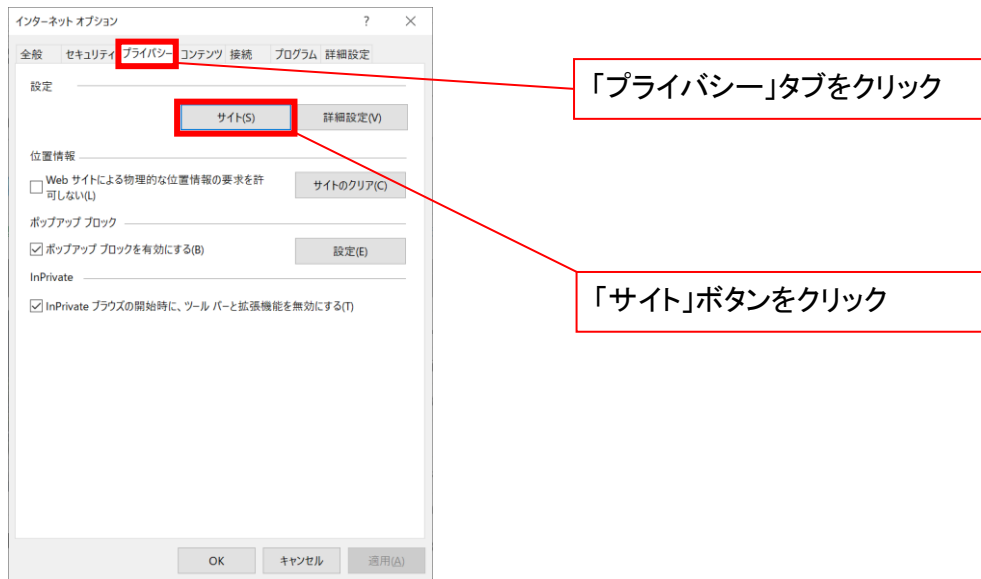 インターネット オプション ? ×
全般 セキュリティ プライバシー コンテンツ 接続 プログラム 詳細設定
「プライバシー」タブをクリック
設定
サイト(S) 詳細設定(V)
位置情報
Web サイトによる物理的な位置情報の要求を許
可しない(L)
サイトのクリア(C)
ポップアップ ブロック
ポップアップ ブロックを有効にする(B) 設定(E)
InPrivate
「サイト」ボタンをクリック
InPrivate ブラウズの開始時に、ツール バーと拡張機能を無効にする(T)
OK キャンセル 適用(A)